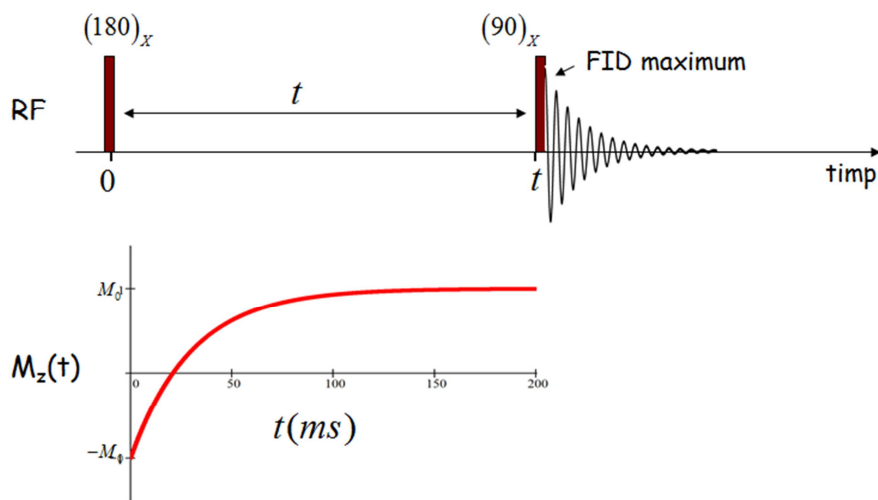 (180)X (90)X
FID maximum
RF
t
0 t timp
M0
Mz(t)
0 50 100 150 200
t(ms)
−M0